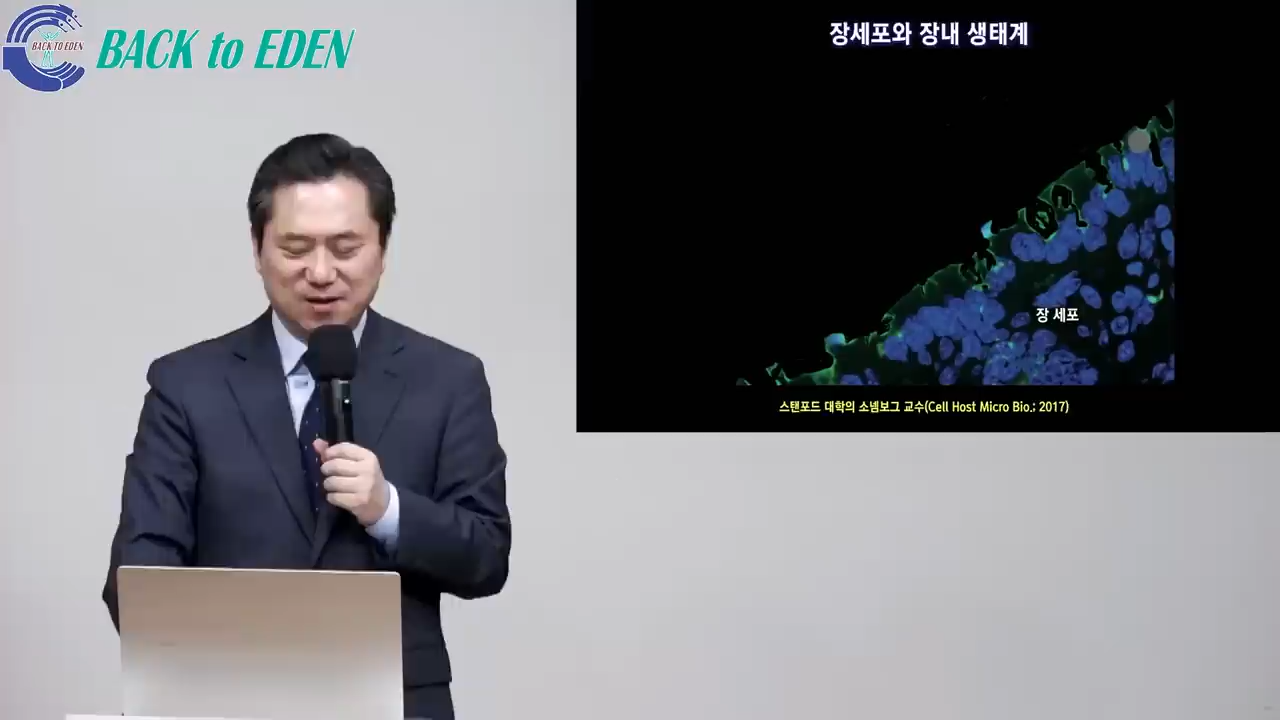 BACK TO EDEN
BACK to EDEN
장세포와 장내 생태계
장 세포
스탠포드 대학의 소넴보그 교수(Cell Host Micro Bio.: 2017)